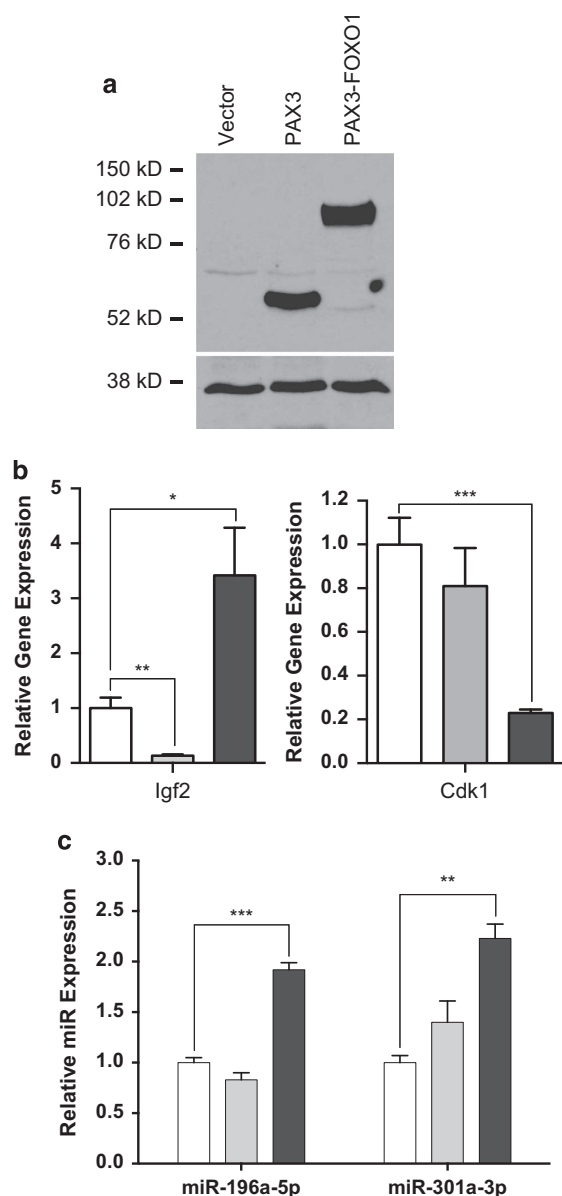 a
Vector
PAX3
PAX3-FOXO1
150 kD
102 kD
76 kD
52 kD
38 kD
b
Relative Gene Expression
5
4
3
2
1
0
*
**
Igf2
Relative Gene Expression
1.2
1.0
0.8
0.6
0.4
0.2
0.0
***
Cdk1
c
Relative miR Expression
3.0
2.5
2.0
1.5
1.0
0.5
0.0
***
**
miR-196a-5p
miR-301a-3p